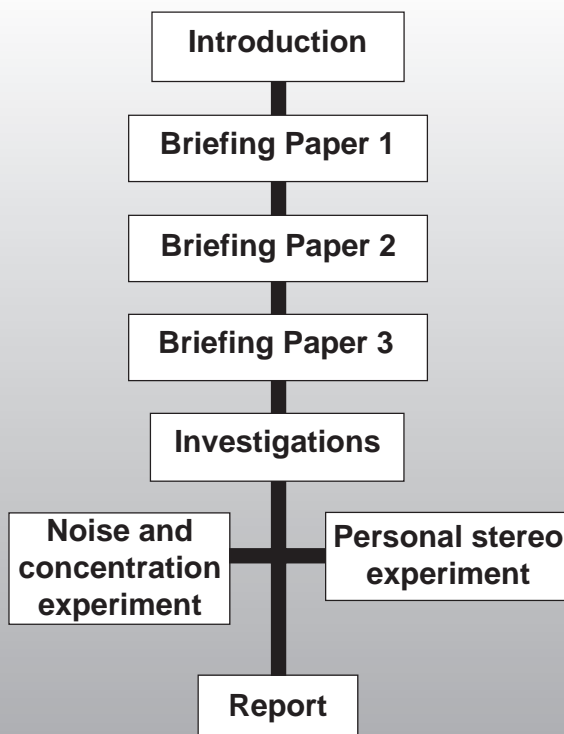 Introduction
Briefing Paper 1
Briefing Paper 2
Briefing Paper 3
Investigations
Noise and
concentration
experiment
Personal stereo
experiment
Report